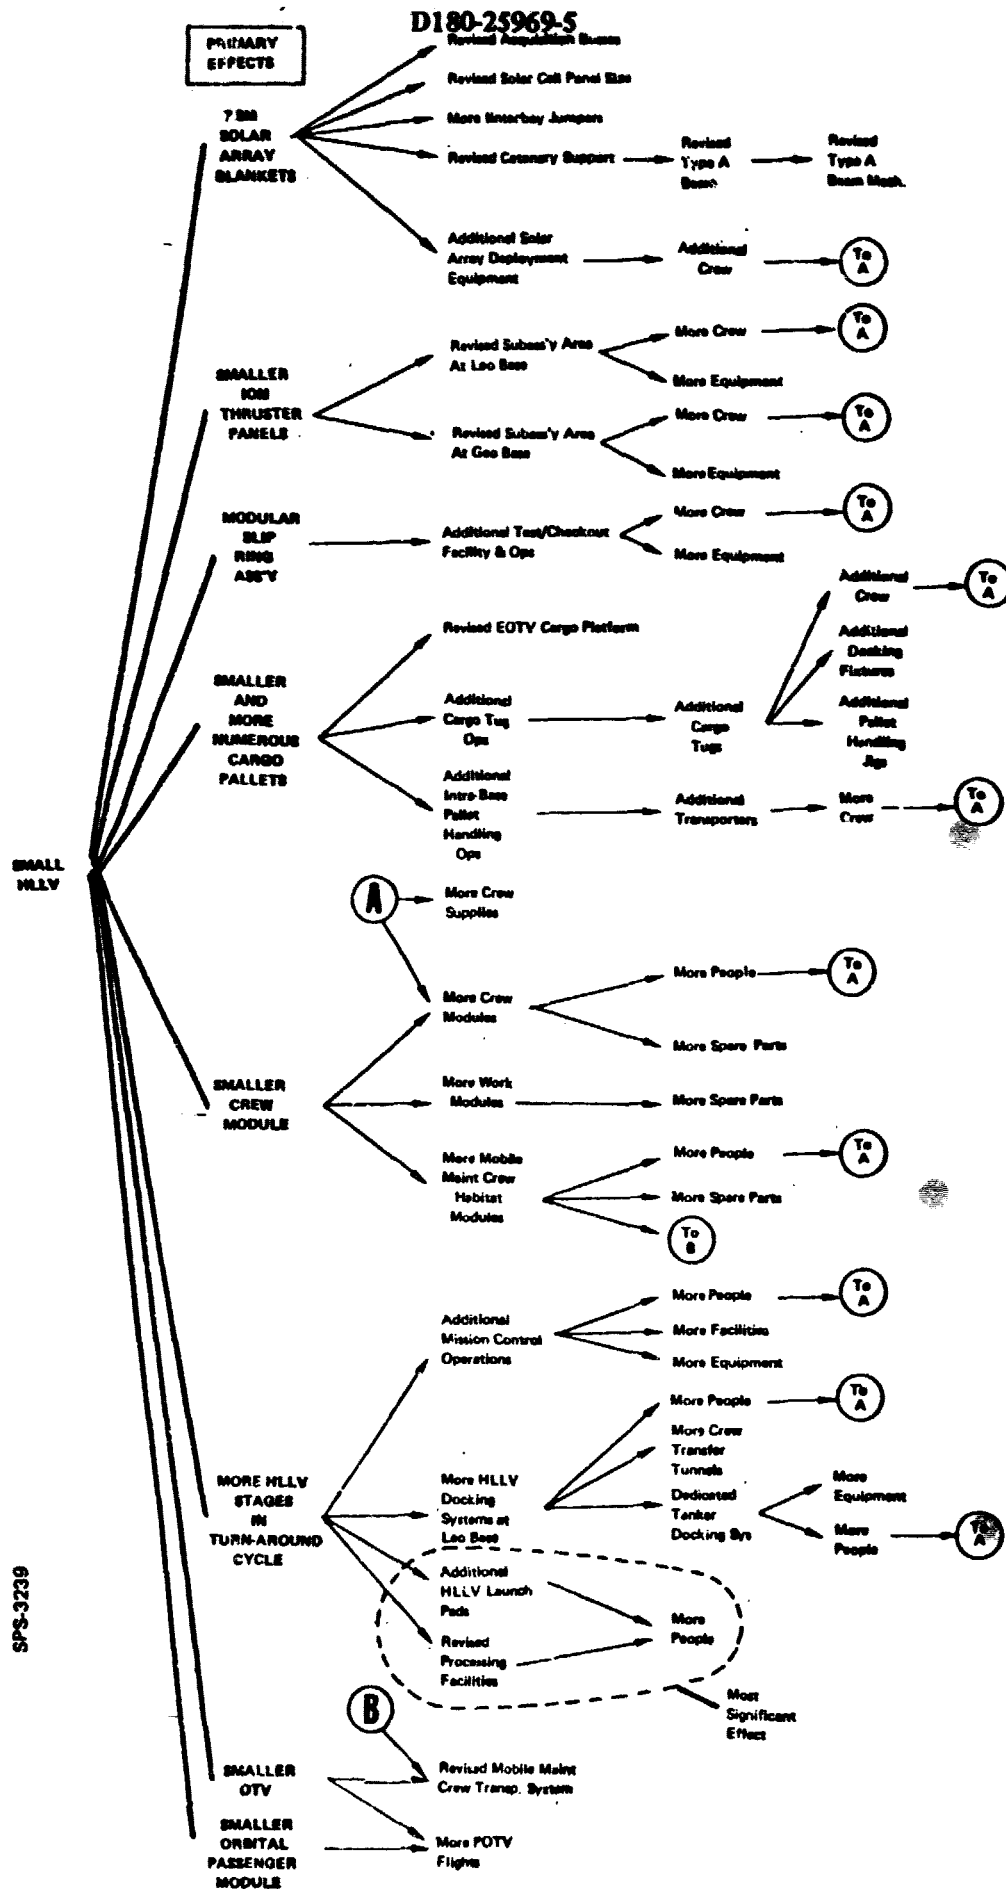 D180-25969-5
PRIMARY
EFFECTS
SOLAR
ARRAY
BLANKETS
Revised Acquisition Busses
Revised Solar Cell Panel Size
More Interbay Jumpers
Revised Catenary Support
Revised
Type A
Beam
Revised
Type A
Beam Mach.
Additional Solar
Array Deployment
Equipment
Additional
Crew
To
A
SMALLER
ION
THRUSTER
PANELS
Revised Subass'y Area
At Leo Base
More Crew
To
A
More Equipment
Revised Subass'y Area
At Geo Base
More Crew
To
A
More Equipment
MODULAR
SLIP
RING
ASS'Y
Additional Test/Checkout
Facility & Ops
More Crew
To
A
More Equipment
SMALLER
AND
MORE
NUMEROUS
CARGO
PALLETS
Revised EOTV Cargo Platform
Additional
Cargo Tug
Ops
Additional
Cargo
Tugs
Additional
Crew
To
A
Additional
Docking
Fixtures
Additional
Pallet
Handling
Jigs
Additional
Intra-Base
Pallet
Handling
Ops
Additional
Transporters
More
Crew
To
A
SMALL
HLLV
A
More Crew
Supplies
SMALLER
CREW
MODULE
More Crew
Modules
More People
To
A
More Spare Parts
More Work
Modules
More Spare Parts
More Mobile
Maint Crew
Habitat
Modules
More People
To
A
More Spare Parts
To
B
MORE HLLV
STAGES
IN
TURN-AROUND
CYCLE
Additional
Mission Control
Operations
More People
To
A
More Facilities
More Equipment
More HLLV
Docking
Systems at
Leo Base
More People
To
A
More Crew
Transfer
Tunnels
Dedicated
Tanker
Docking Sys
More
Equipment
More
People
To
A
Additional
HLLV Launch
Pads
Revised
Processing
Facilities
More
People
Most
Significant
Effect
B
SMALLER
OTV
Revised Mobile Maint
Crew Transp. System
SMALLER
ORBITAL
PASSENGER
MODULE
More POTV
Flights
SPS-3239